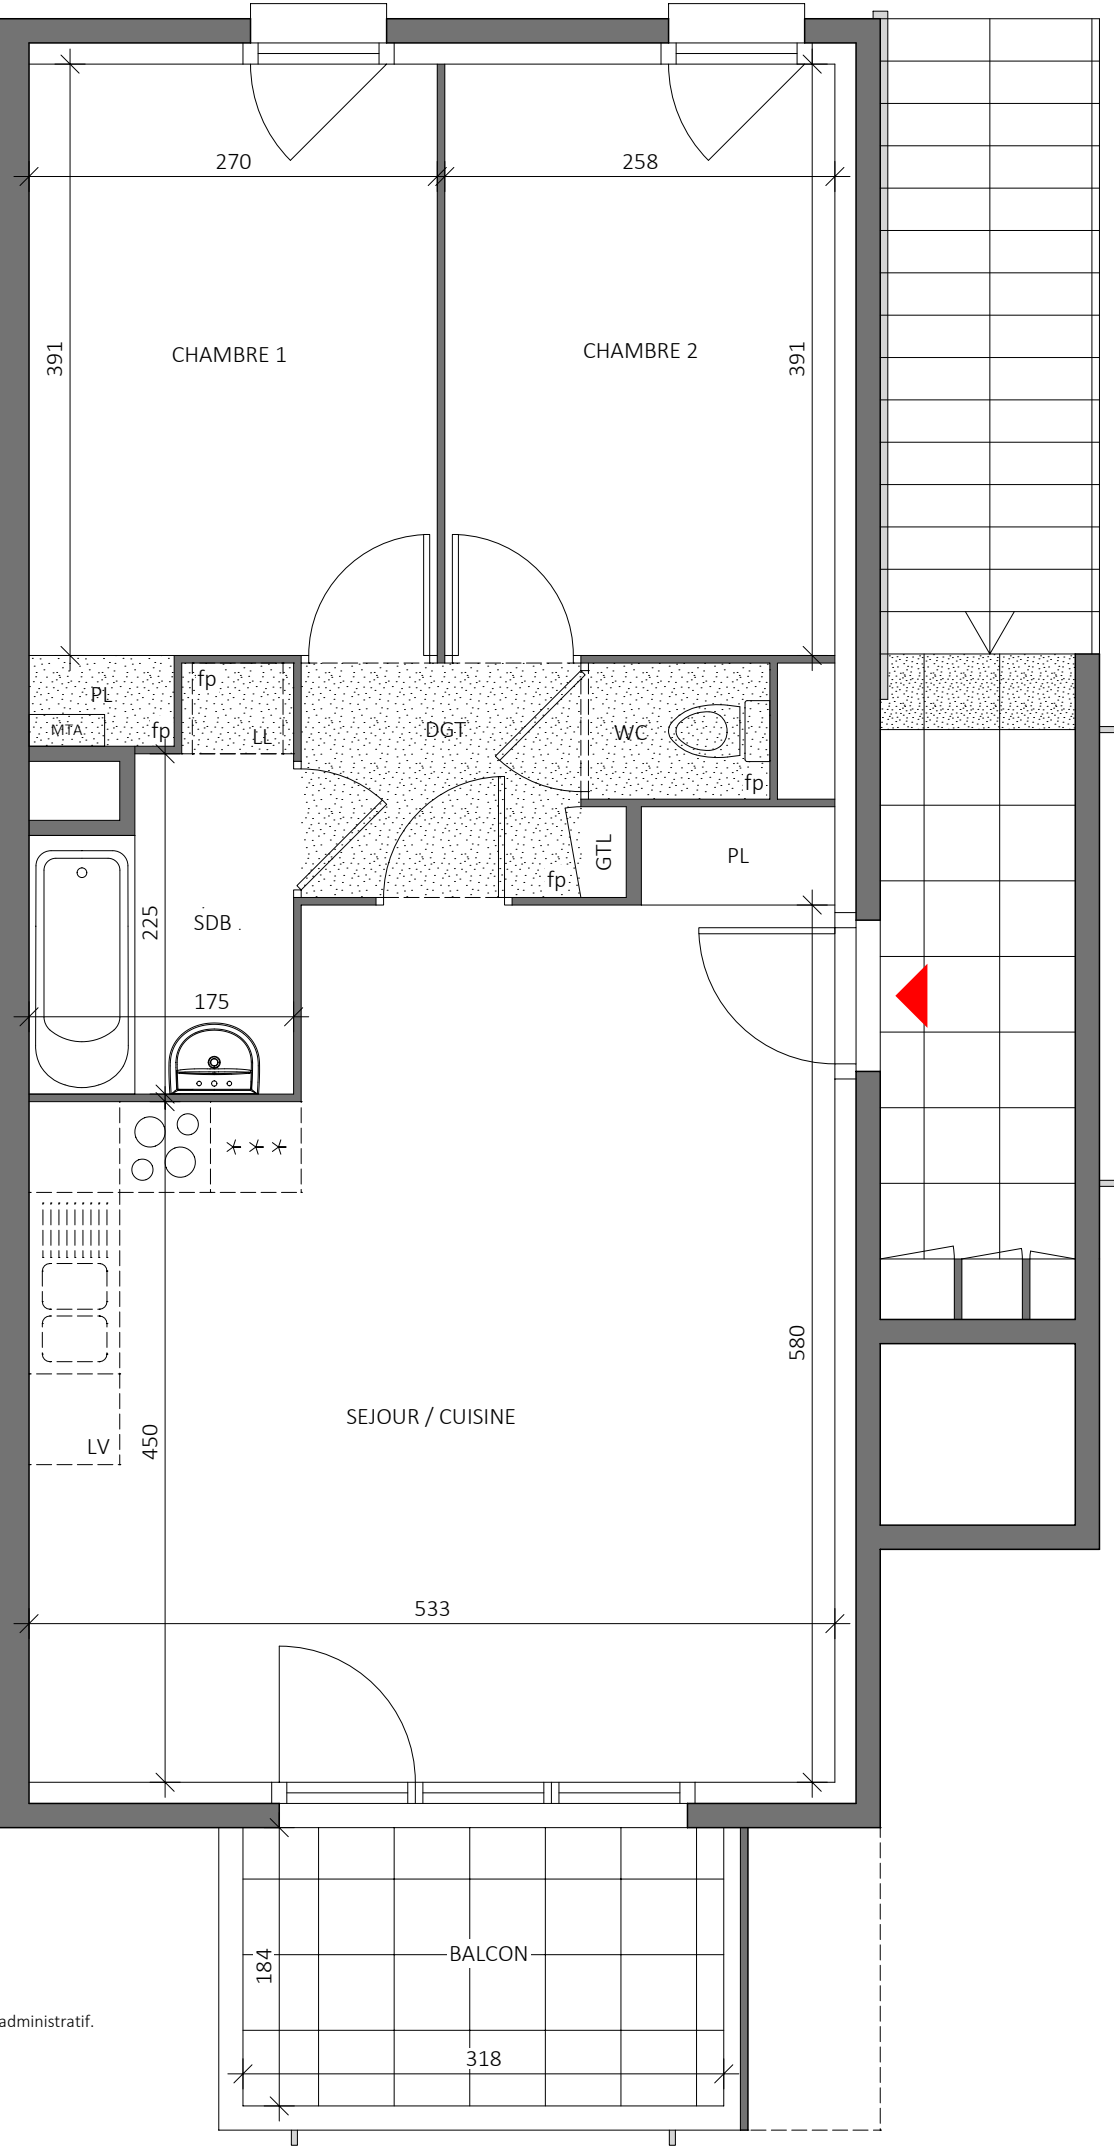 270
258
391
CHAMBRE 1
CHAMBRE 2
391
fp
PL
MTA
fp
LL
DGT
WC
fp
GTL
fp
PL
225
SDB .
175
***
580
SEJOUR / CUISINE
450
LV
533
184
BALCON
318
administratif.